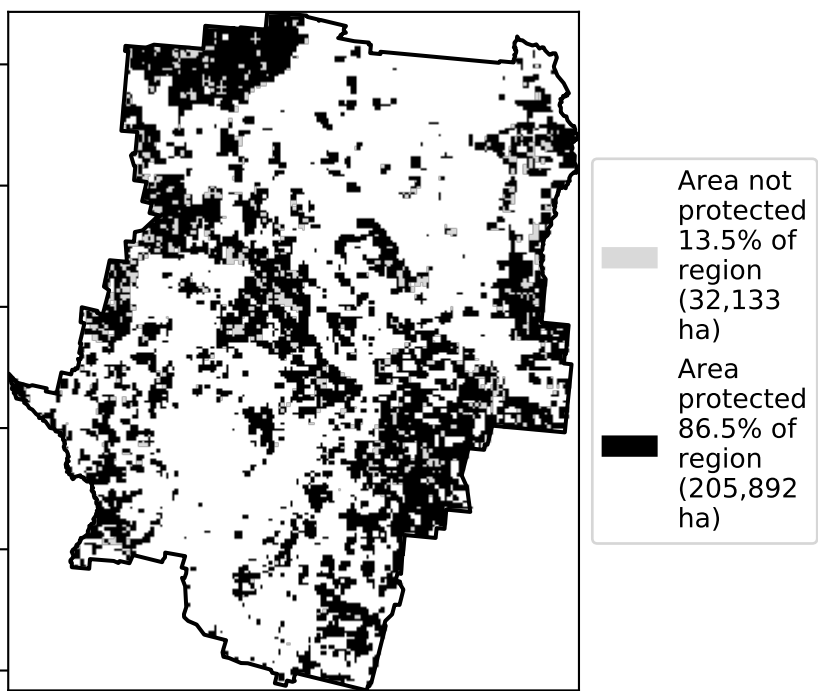 Area not
protected
13.5% of
region
(32,133
ha)
Area
protected
86.5% of
region
(205,892
ha)